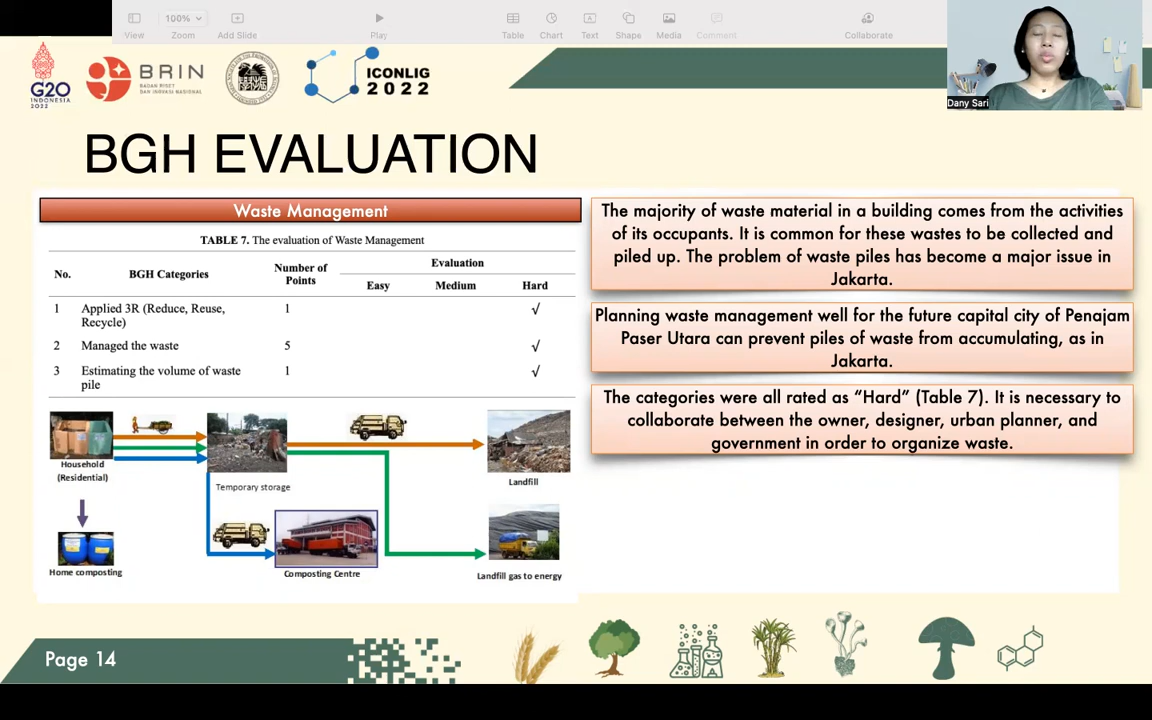 100%
View
Zoom
Add Slide
Play
Table
Chart
Text
Shape
Media
Comment
Collaborate
G20
INDONESIA
2022
BRIN
BADAN RISET
DAN INOVASI NASIONAL
ICONLIG
2022
Dany Sari
BGH EVALUATION
Waste Management
TABLE 7. The evaluation of Waste Management
No.
BGH Categories
Number of
Points
Evaluation
Easy
Medium
Hard
1 Applied 3R (Reduce, Reuse, 1 √
Recycle)
2 Managed the waste 5 √
3 Estimating the volume of waste 1 √
pile
Household
(Residential)
Temporary storage
Landfill
Home composting
Composting Centre
Landfill gas to energy
The majority of waste material in a building comes from the activities
of its occupants. It is common for these wastes to be collected and
piled up. The problem of waste piles has become a major issue in
Jakarta.
Planning waste management well for the future capital city of Penajam
Paser Utara can prevent piles of waste from accumulating, as in
Jakarta.
The categories were all rated as “Hard” (Table 7). It is necessary to
collaborate between the owner, designer, urban planner, and
government in order to organize waste.
Page 14